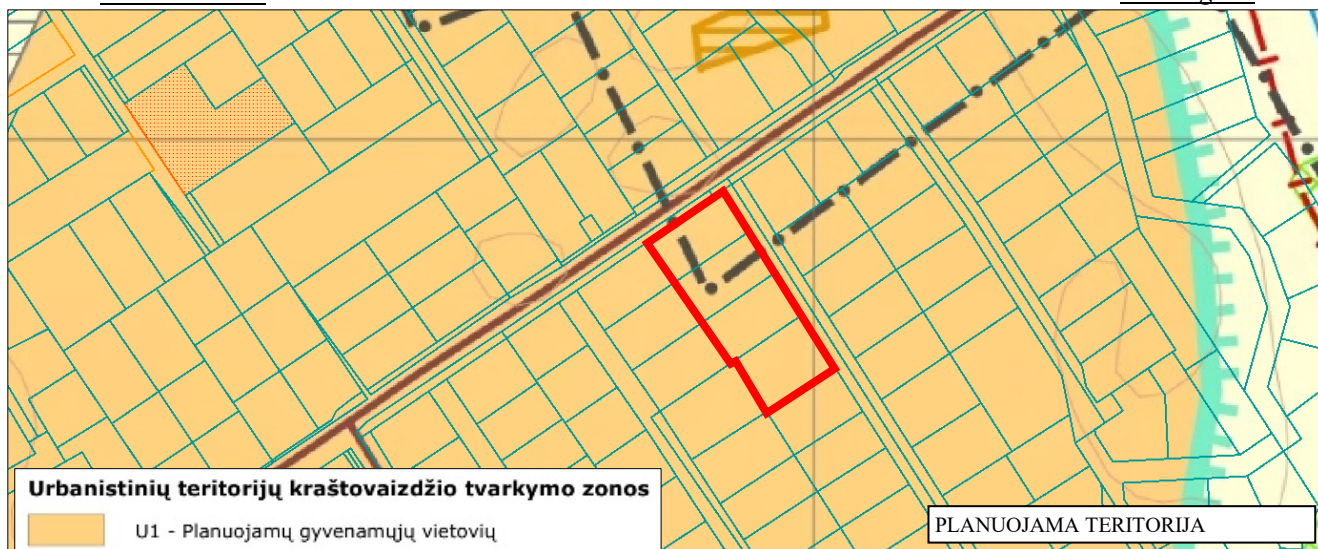 Urbanistinių teritorijų kraštovaizdžio tvarkymo zonos
U1 - Planuojamų gyvenamųjų vietovių
PLANUOJAMA TERITORIJA